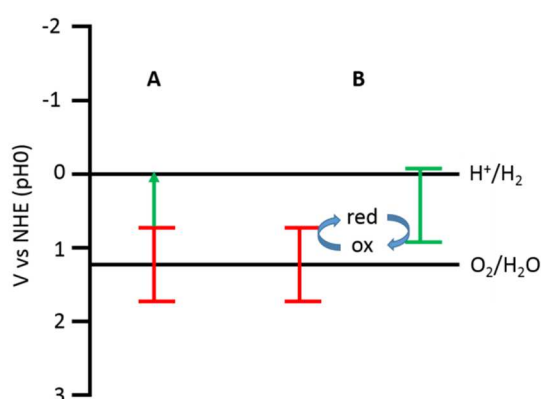 -2
A
B
-1
0
H⁺/H₂
red
ox
1
O₂/H₂O
2
3
V vs NHE (pH0)